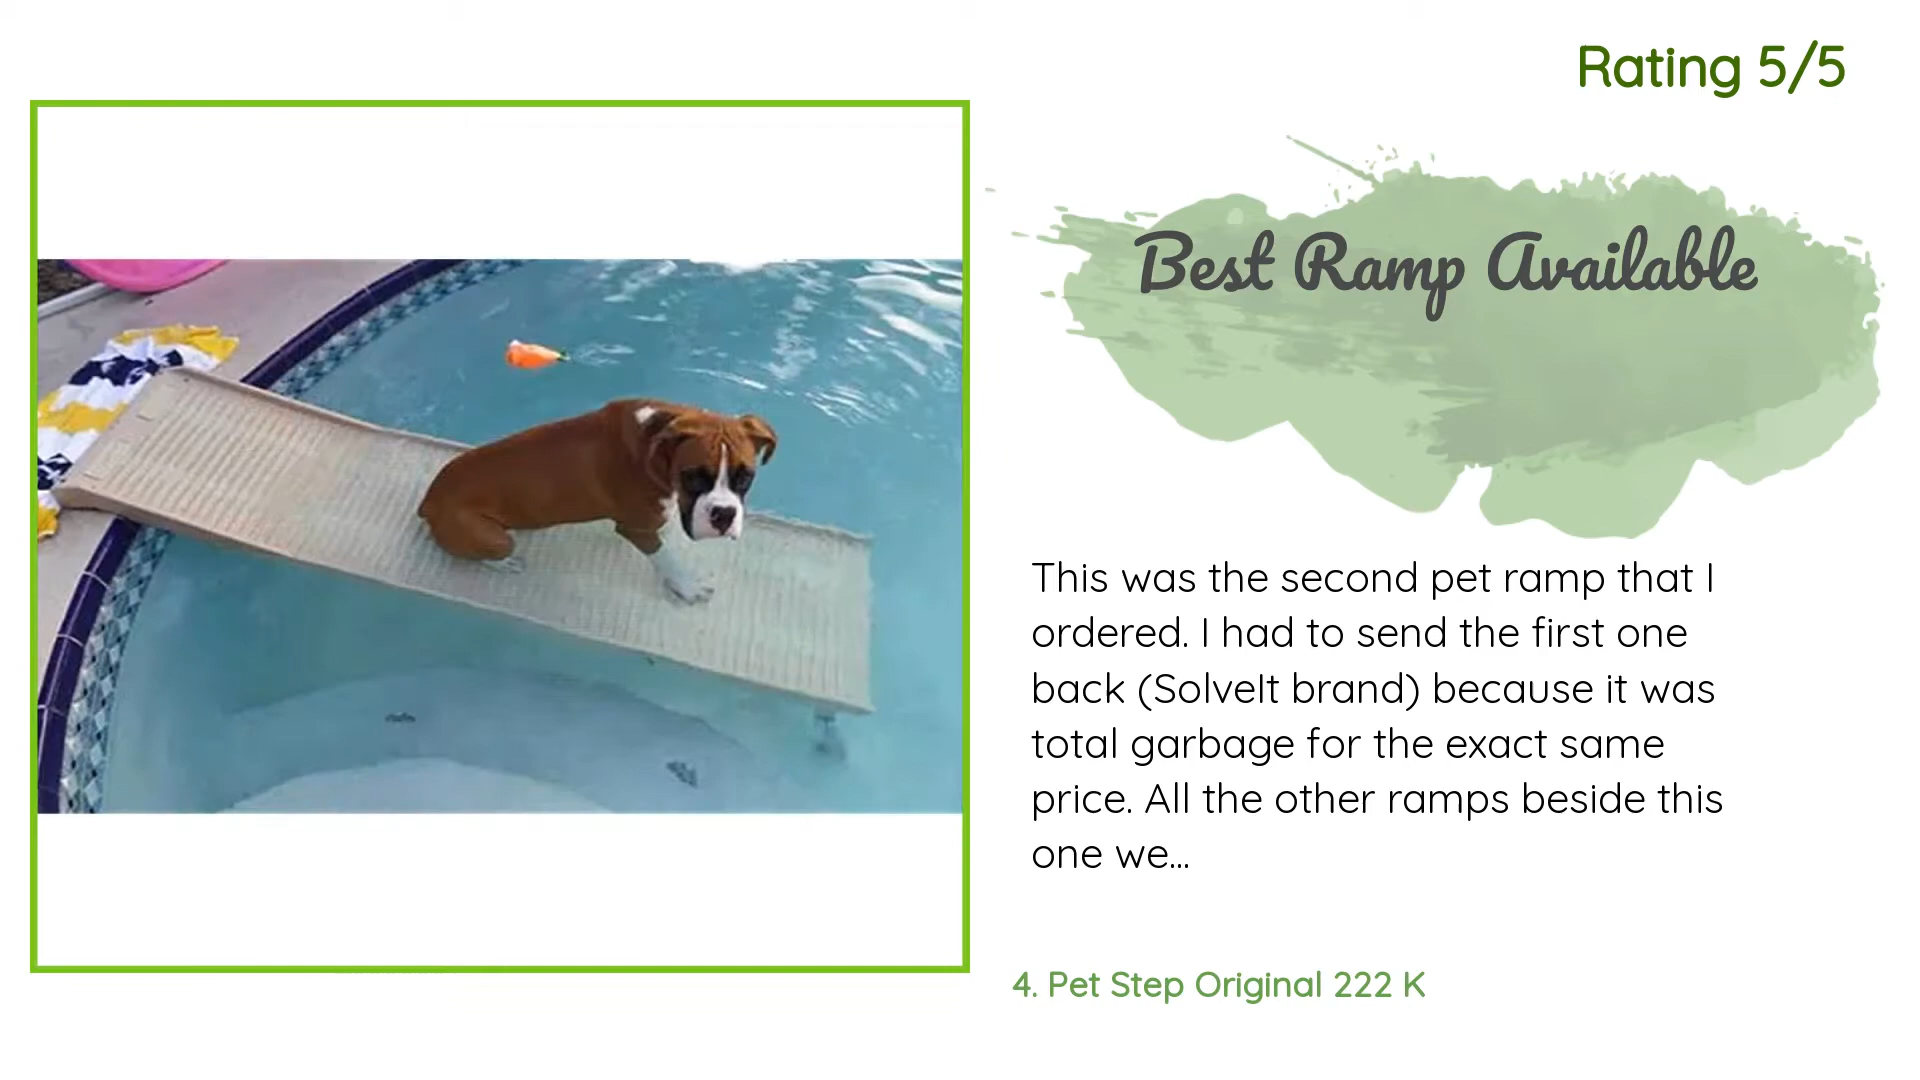 Rating 5/5
Best Ramp Available
This was the second pet ramp that I
ordered. I had to send the first one
back (SolveIt brand) because it was
total garbage for the exact same
price. All the other ramps beside this
one we...
4. Pet Step Original 222 K